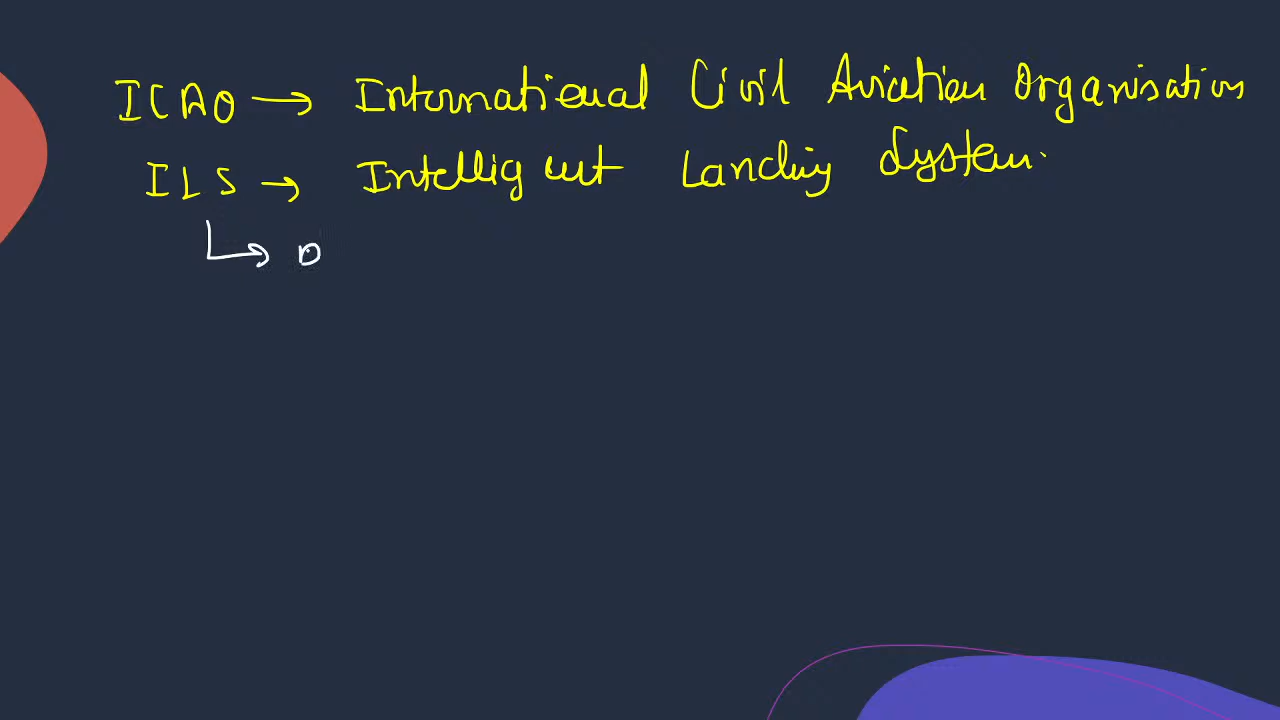 ICAO → International Civil Aviation Organisation
ILS → Intelligent Landing System.
↳ D